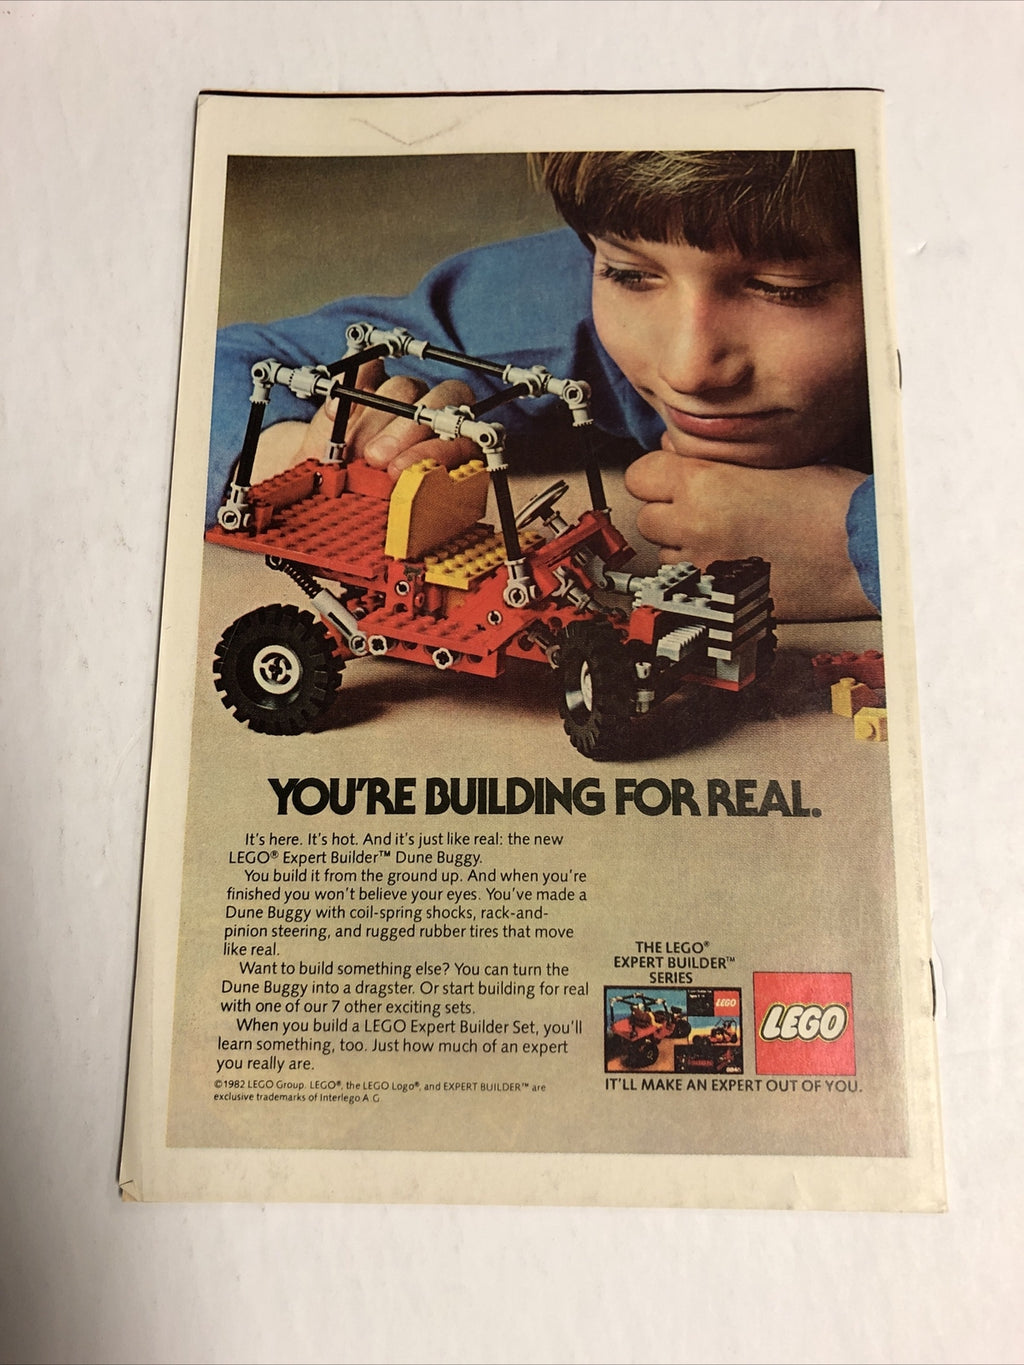 YOU'RE BUILDING FOR REAL.
It's here. It's hot. And it's just like real: the new
LEGO® Expert Builder™ Dune Buggy.
You build it from the ground up. And when you're
finished you won't believe your eyes. You've made a
Dune Buggy with coil-spring shocks, rack-and-
pinion steering, and rugged rubber tires that move
like real.
Want to build something else? You can turn the
Dune Buggy into a dragster. Or start building for real
with one of our 7 other exciting sets.
When you build a LEGO Expert Builder Set, you'll
learn something, too. Just how much of an expert
you really are.
©1982 LEGO Group. LEGO®, the LEGO Logo®, and EXPERT BUILDER™ are
exclusive trademarks of Interlego A G
THE LEGO®
EXPERT BUILDER™
SERIES
LEGO
LEGO®
IT'LL MAKE AN EXPERT OUT OF YOU.